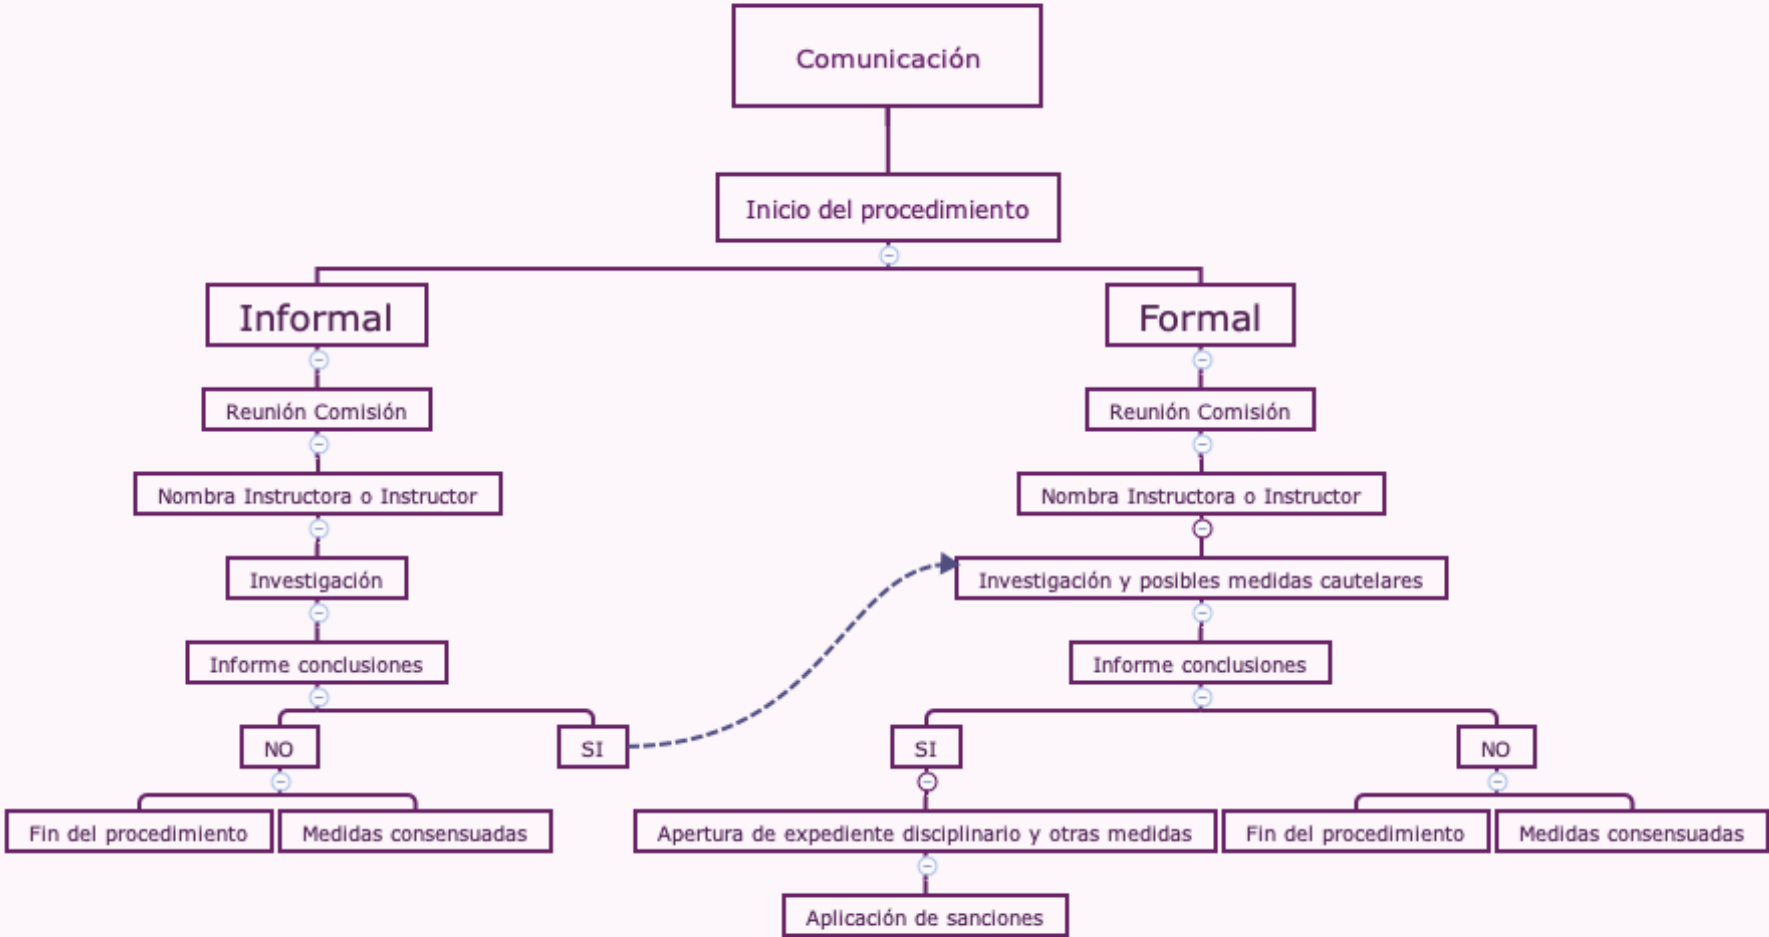 Comunicación
Inicio del procedimiento
Informal
Formal
Reunión Comisión
Reunión Comisión
Nombra Instructora o Instructor
Nombra Instructora o Instructor
Investigación
Investigación y posibles medidas cautelares
Informe conclusiones
Informe conclusiones
NO
SI
SI
NO
Fin del procedimiento
Medidas consensuadas
Apertura de expediente disciplinario y otras medidas
Fin del procedimiento
Medidas consensuadas
Aplicación de sanciones